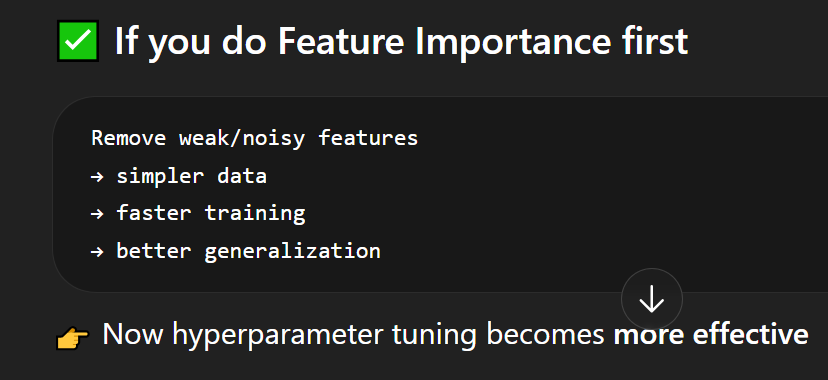 ✅ If you do Feature Importance first
Remove weak/noisy features
→ simpler data
→ faster training
→ better generalization
👉 Now hyperparameter tuning becomes more effective